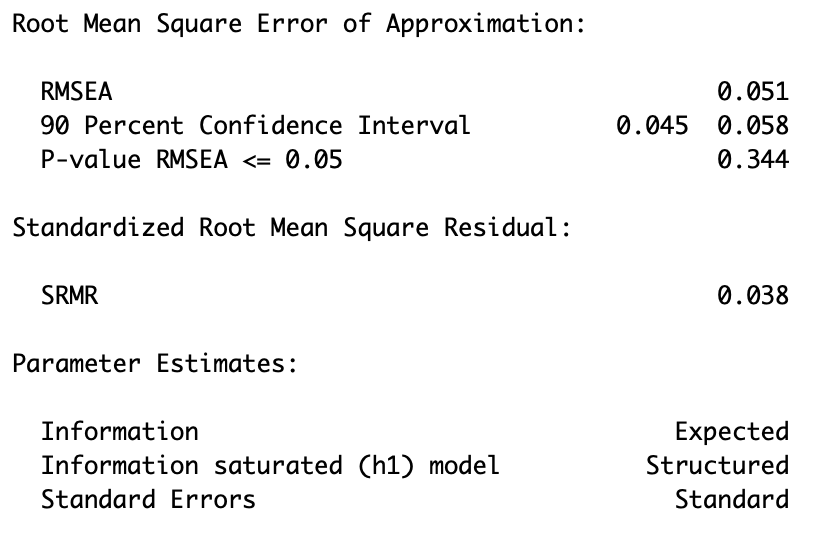 Root Mean Square Error of Approximation:
RMSEA 0.051
90 Percent Confidence Interval 0.045 0.058
P-value RMSEA <= 0.05 0.344
Standardized Root Mean Square Residual:
SRMR 0.038
Parameter Estimates:
Information Expected
Information saturated (h1) model Structured
Standard Errors Standard